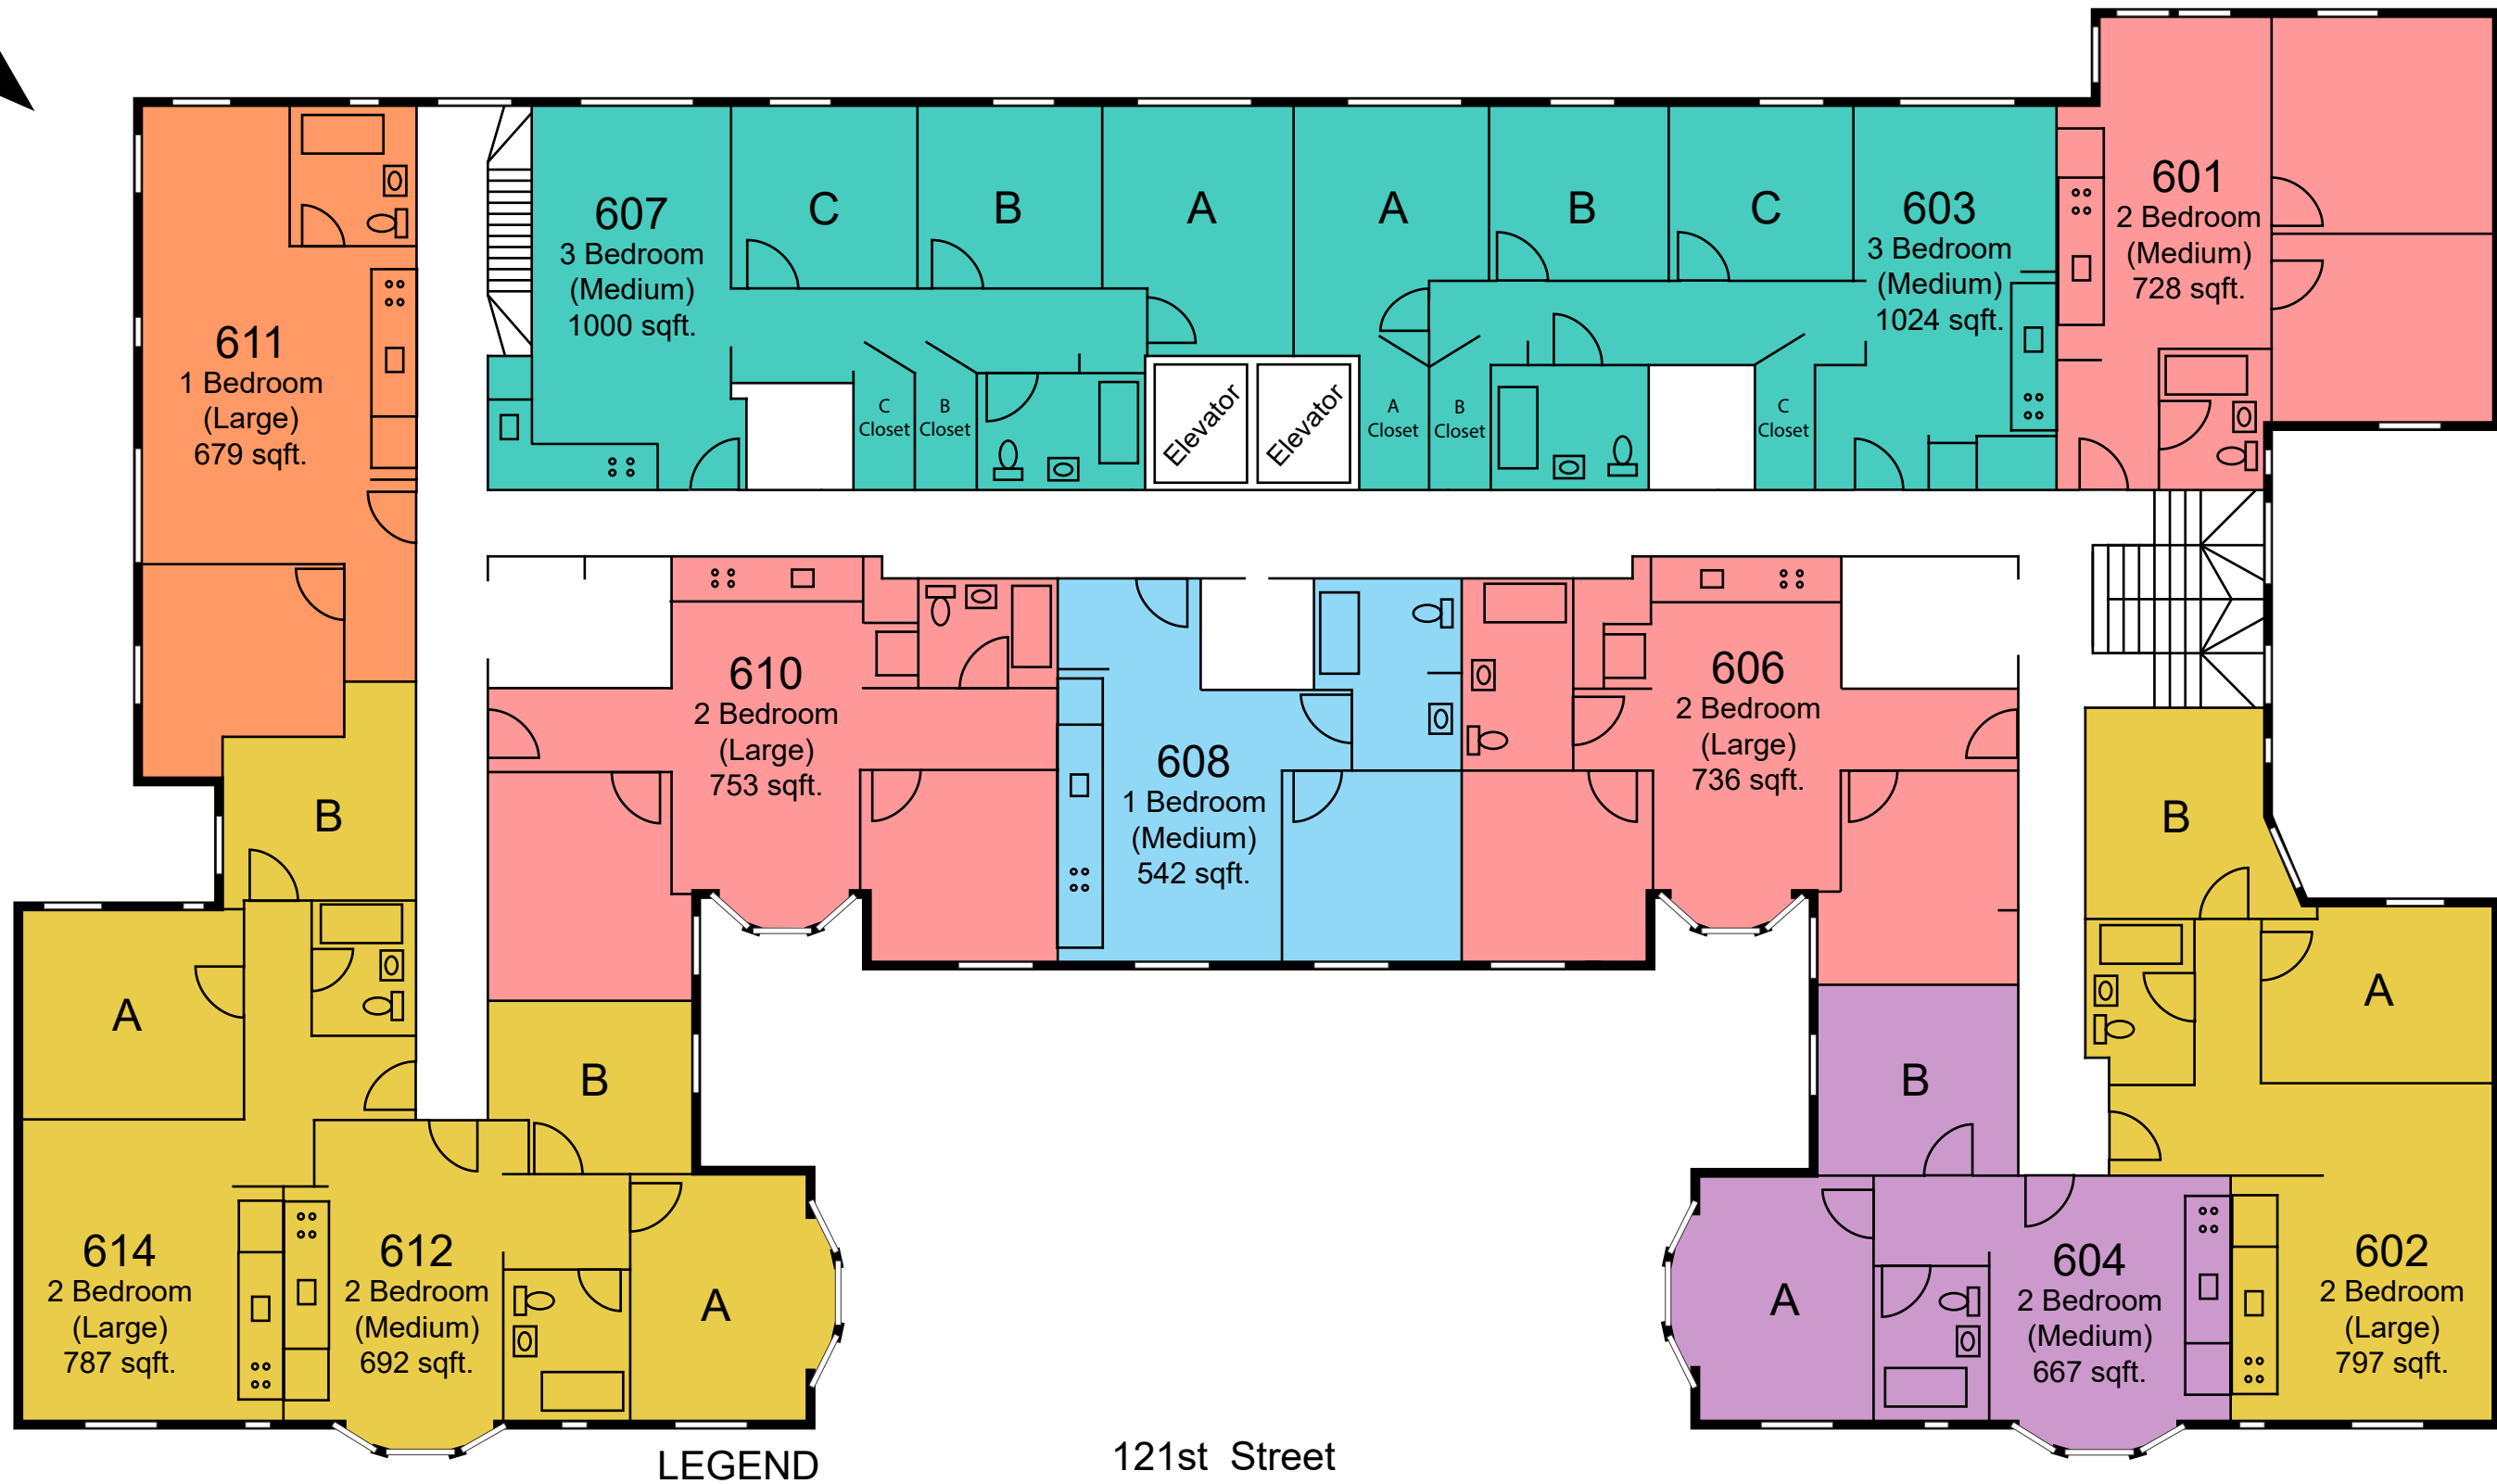 607
3 Bedroom
(Medium)
1000 sqft.
C
B
A
A
B
C
603
3 Bedroom
(Medium)
1024 sqft.
601
2 Bedroom
(Medium)
728 sqft.
611
1 Bedroom
(Large)
679 sqft.
C
Closet
B
Closet
Elevator
Elevator
A
Closet
B
Closet
C
Closet
610
2 Bedroom
(Large)
753 sqft.
608
1 Bedroom
(Medium)
542 sqft.
606
2 Bedroom
(Large)
736 sqft.
B
B
A
B
B
A
614
2 Bedroom
(Large)
787 sqft.
612
2 Bedroom
(Medium)
692 sqft.
A
A
604
2 Bedroom
(Medium)
667 sqft.
602
2 Bedroom
(Large)
797 sqft.
LEGEND
121st Street